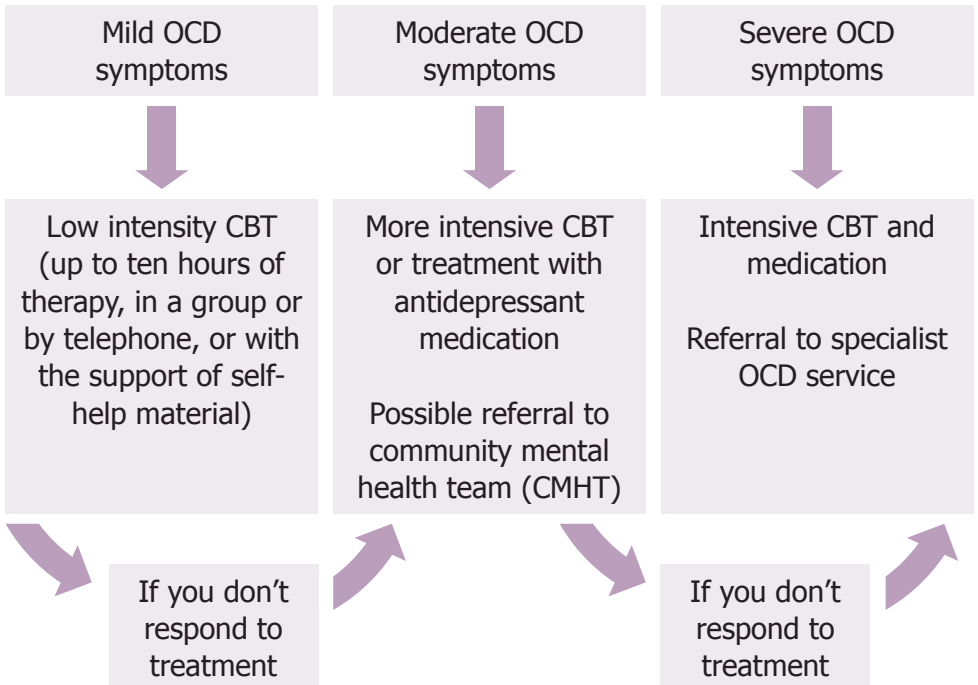 Mild OCD
symptoms
Moderate OCD
symptoms
Severe OCD
symptoms
Low intensity CBT
(up to ten hours of
therapy, in a group or
by telephone, or with
the support of self-
help material)
More intensive CBT
or treatment with
antidepressant
medication
Possible referral to
community mental
health team (CMHT)
Intensive CBT and
medication
Referral to specialist
OCD service
If you don’t
respond to
treatment
If you don’t
respond to
treatment